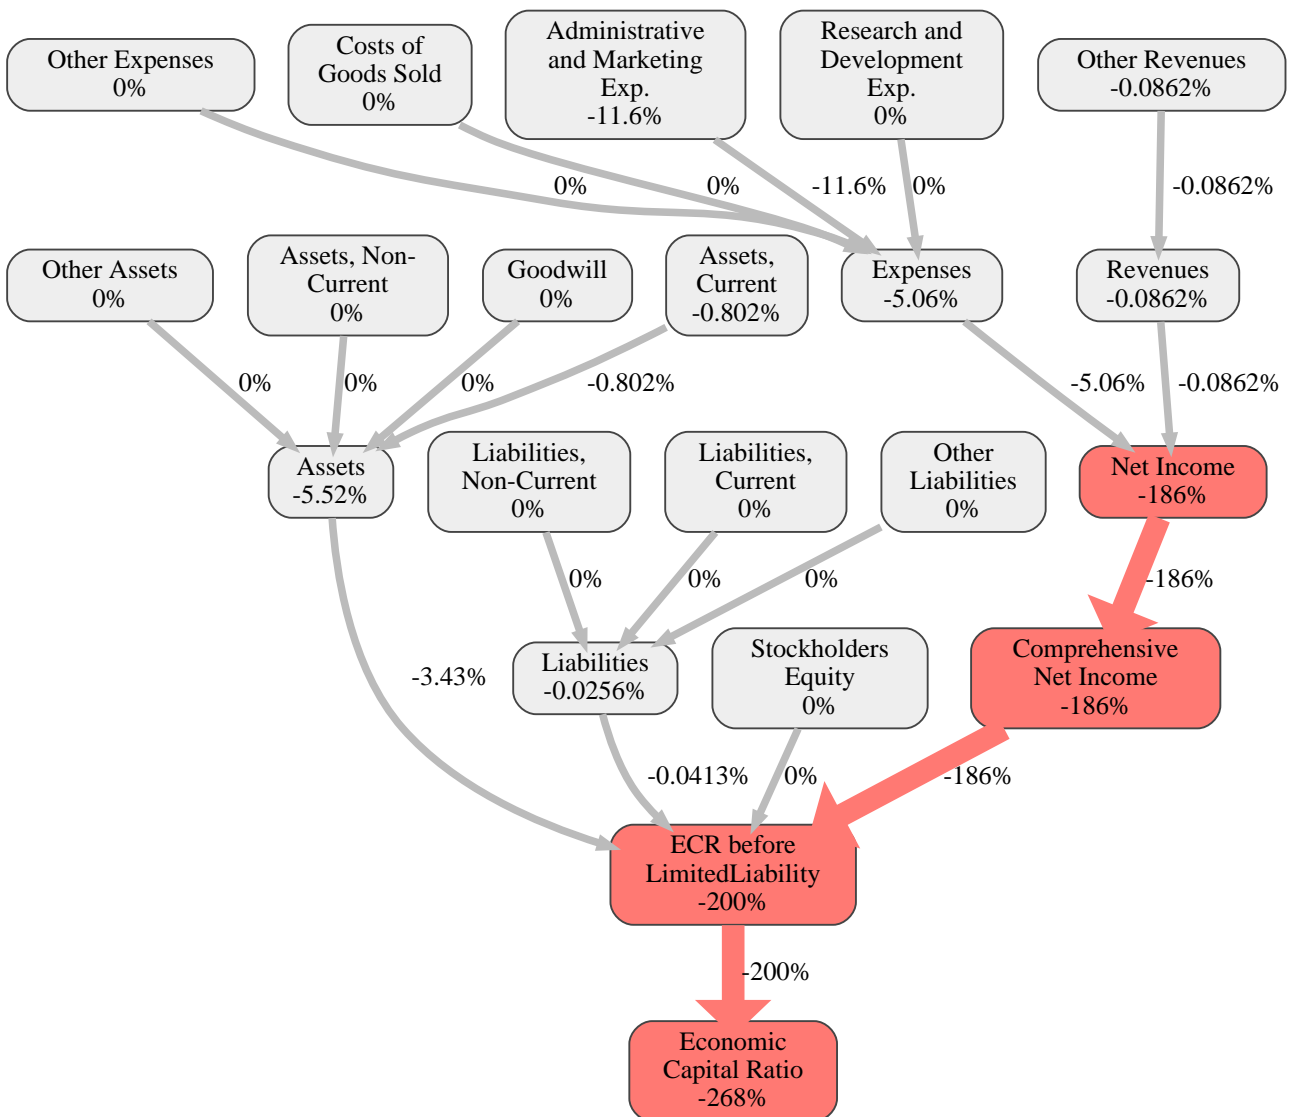 Other Expenses
0%
Costs of
Goods Sold
0%
Administrative
and Marketing
Exp.
-11.6%
Research and
Development
Exp.
0%
Other Revenues
-0.0862%
0%
0%
-11.6%
0%
-0.0862%
Other Assets
0%
Assets, Non-
Current
0%
Goodwill
0%
Assets,
Current
-0.802%
Expenses
-5.06%
Revenues
-0.0862%
0%
0%
0%
-0.802%
-5.06%
-0.0862%
Assets
-5.52%
Liabilities,
Non-Current
0%
Liabilities,
Current
0%
Other
Liabilities
0%
Net Income
-186%
0%
0%
0%
-186%
-3.43%
Liabilities
-0.0256%
Stockholders
Equity
0%
Comprehensive
Net Income
-186%
-0.0413%
0%
-186%
ECR before
LimitedLiability
-200%
-200%
Economic
Capital Ratio
-268%